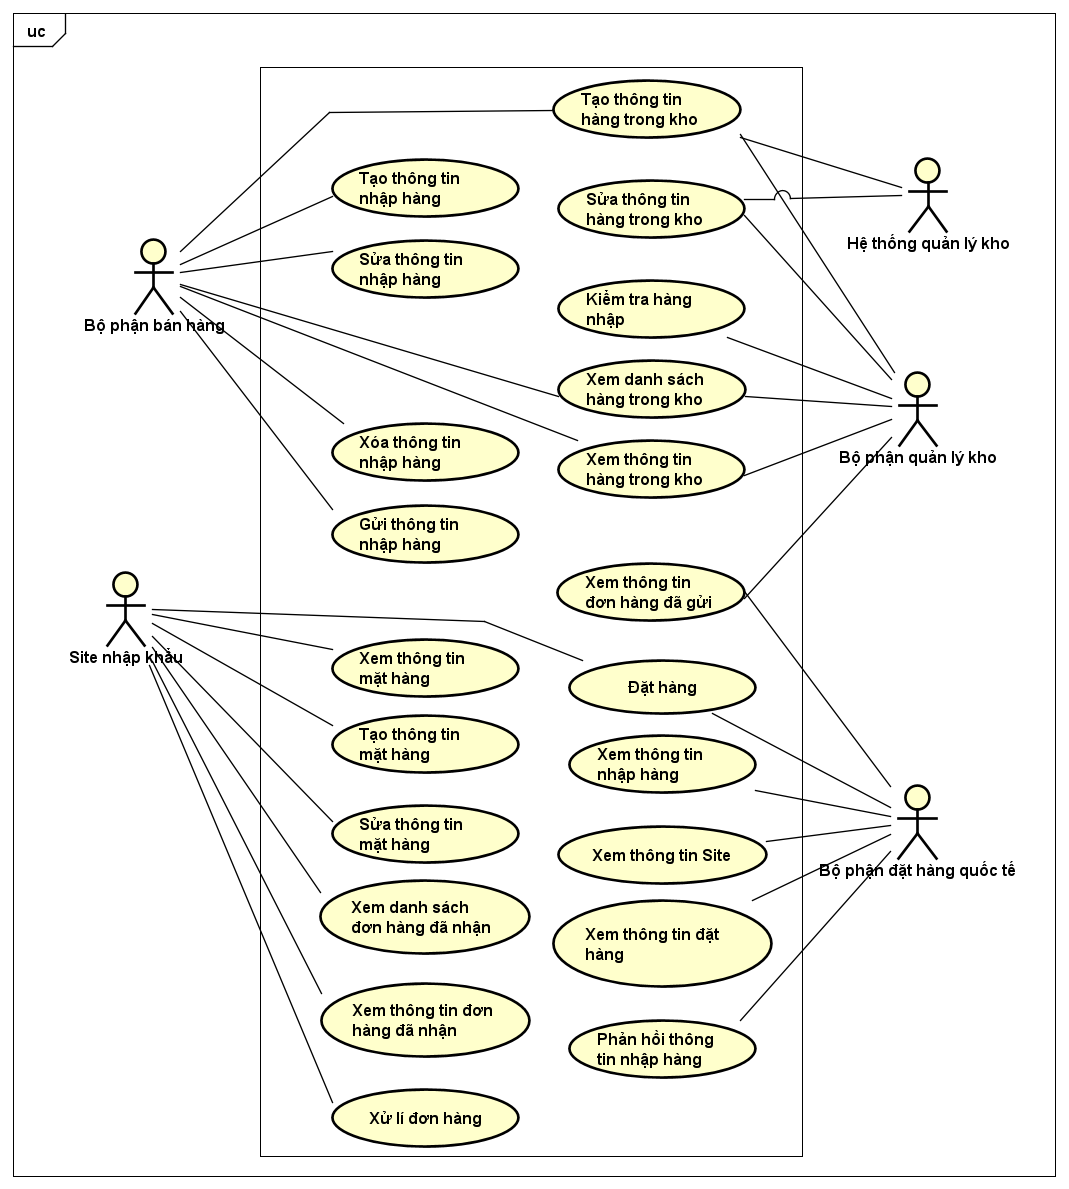 uc
Tạo thông tin
hàng trong kho
Tạo thông tin
nhập hàng
Sửa thông tin
hàng trong kho
Hệ thống quản lý kho
Sửa thông tin
nhập hàng
Kiểm tra hàng
nhập
Bộ phận bán hàng
Xem danh sách
hàng trong kho
Xóa thông tin
nhập hàng
Xem thông tin
hàng trong kho
Bộ phận quản lý kho
Gửi thông tin
nhập hàng
Xem thông tin
đơn hàng đã gửi
Site nhập khẩu
Xem thông tin
mặt hàng
Đặt hàng
Tạo thông tin
mặt hàng
Xem thông tin
nhập hàng
Sửa thông tin
mặt hàng
Xem thông tin Site
Bộ phận đặt hàng quốc tế
Xem danh sách
đơn hàng đã nhận
Xem thông tin đặt
hàng
Xem thông tin đơn
hàng đã nhận
Phản hồi thông
tin nhập hàng
Xử lí đơn hàng